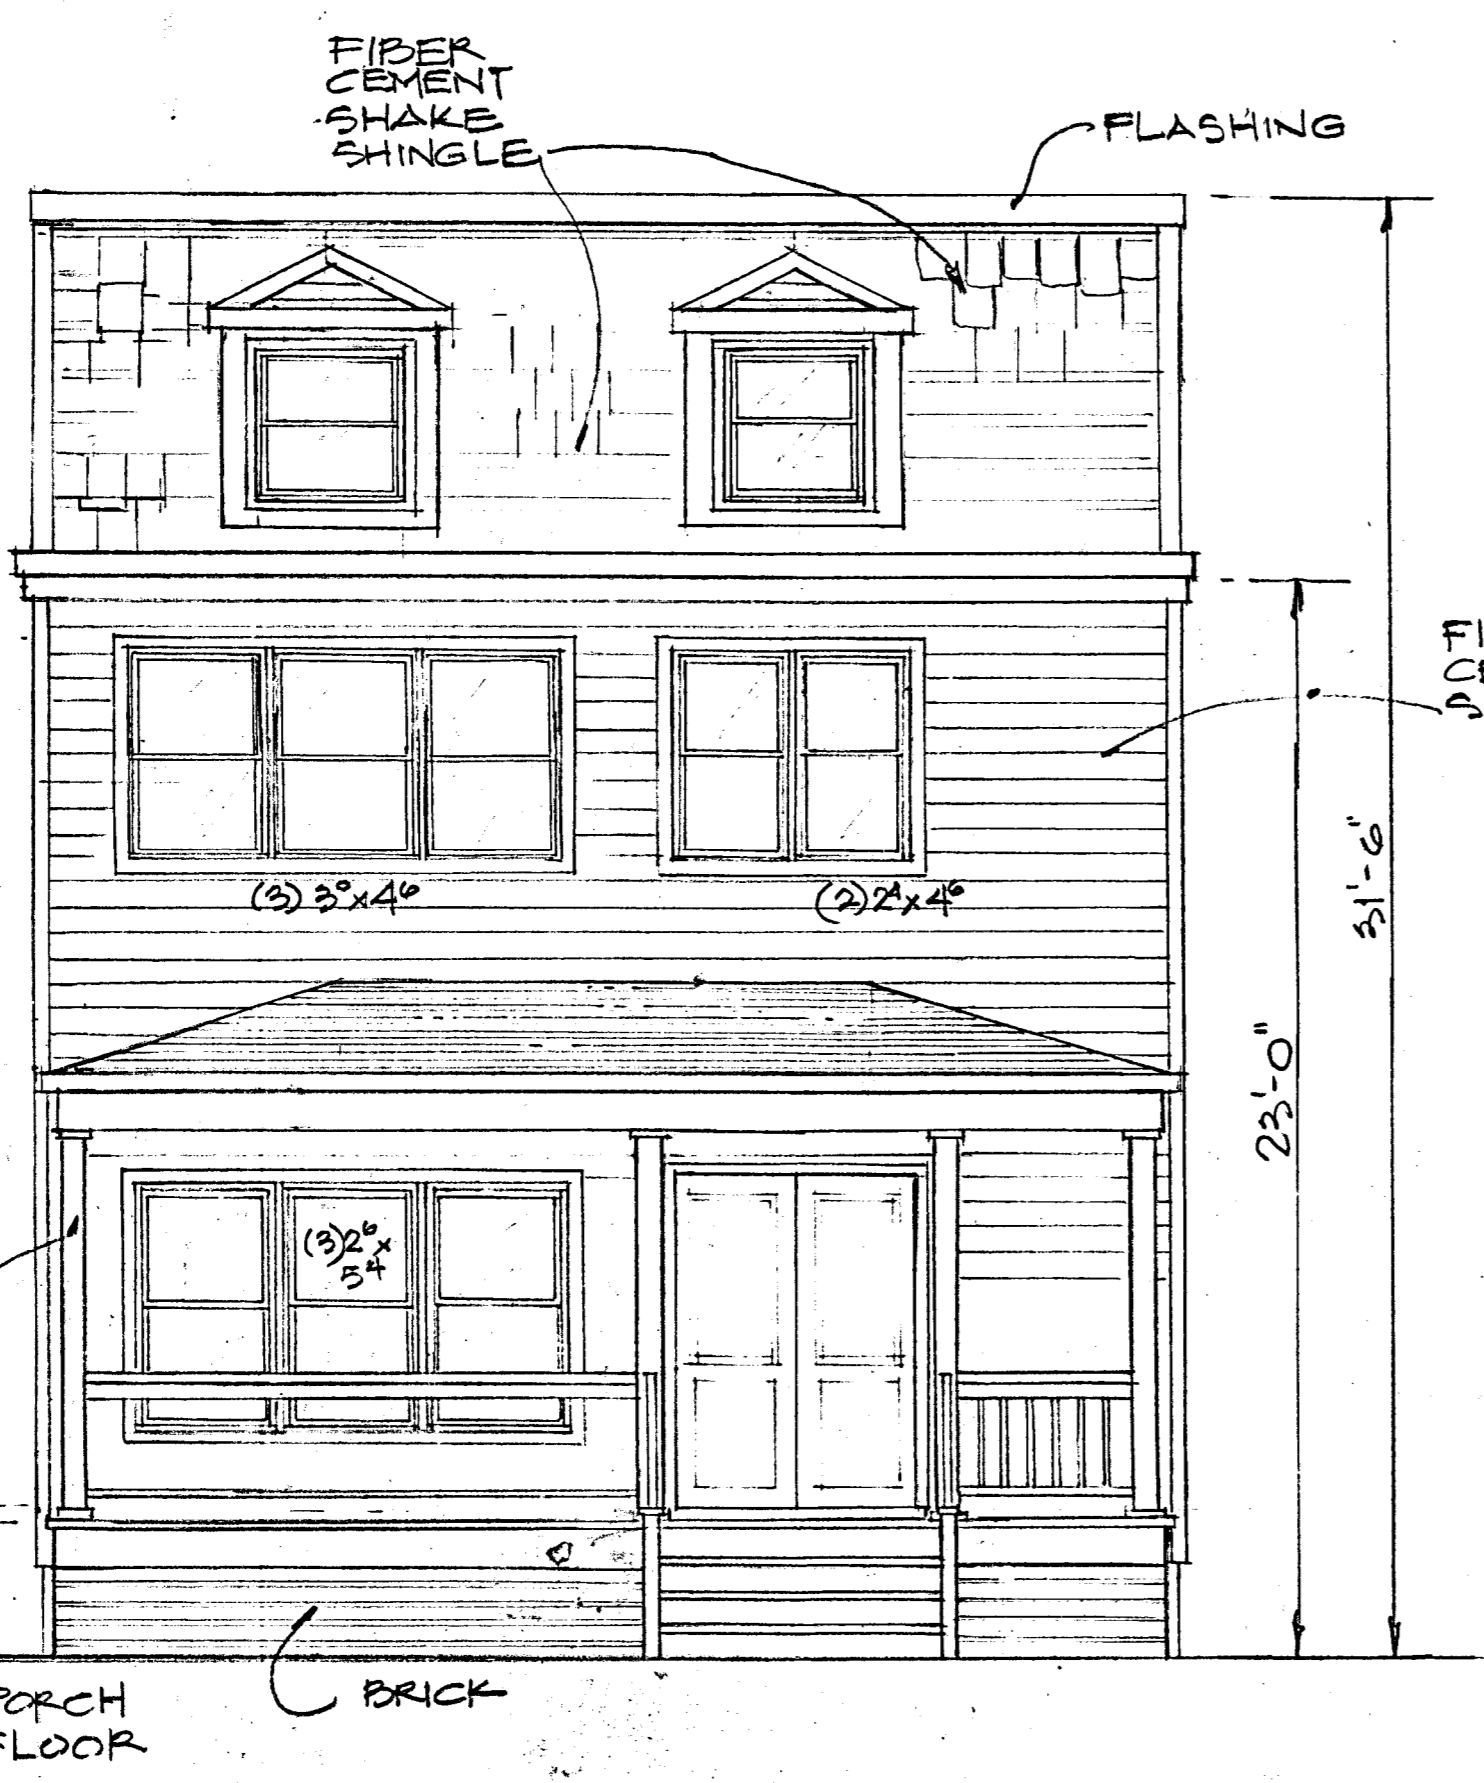 FIBER
CEMENT
SHAKE
SHINGLE
FLASHING
31'-6"
23'-0"
(3) 3⁰x4⁶
(2) 2⁴x4⁶
(3) 2⁶x
5⁴
PORCH
FLOOR
BRICK